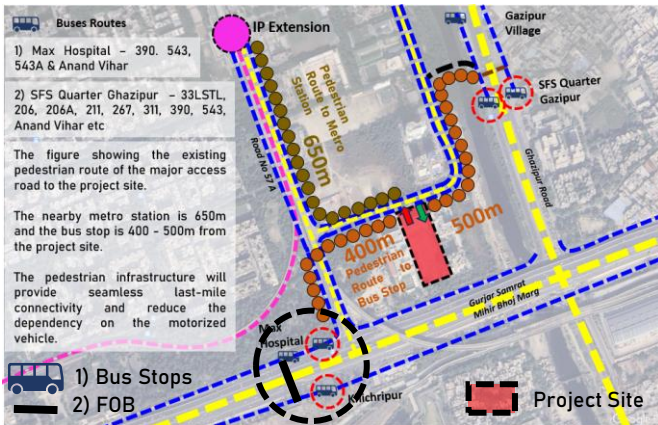 Buses Routes
1) Max Hospital – 390. 543,
543A & Anand Vihar
2) SFS Quarter Ghazipur – 33LSTL,
206, 206A, 211, 267, 311, 390, 543,
Anand Vihar etc
The figure showing the existing
pedestrian route of the major access
road to the project site.
The nearby metro station is 650m
and the bus stop is 400 - 500m from
the project site.
The pedestrian infrastructure will
provide seamless last-mile
connectivity and reduce the
dependency on the motorized
vehicle.
1) Bus Stops
2) FOB
IP Extension
Pedestrian
Route to Metro
Station
650m
Road No 57 A
Gazipur
Village
SFS Quarter
Gazipur
Ghazipur Road
500m
400m
Pedestrian
Route to
Bus Stop
Gurjar Samrat
Mihir Bhoj Marg
Max
Hospital
Khichripur
Project Site